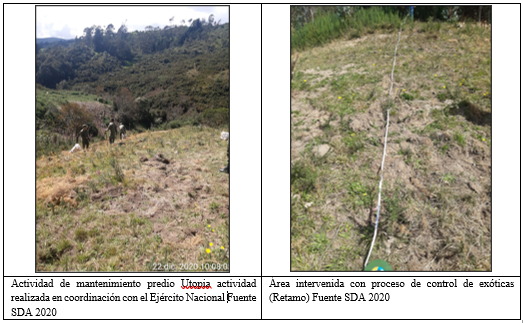 22 dic. 2020 10:08:0
Actividad de mantenimiento predio Utopia actividad
realizada en coordinación con el Ejército Nacional Fuente
SDA 2020
Área intervenida con proceso de control de exóticas
(Retamo) Fuente SDA 2020